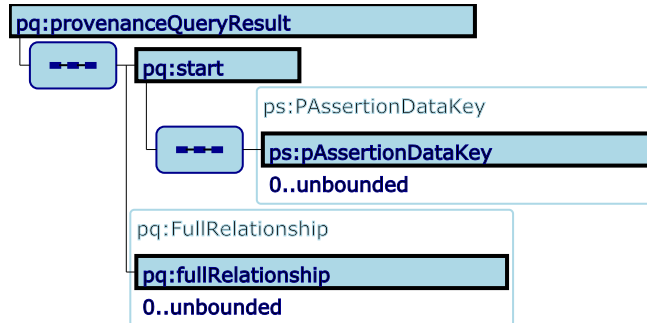 pq:provenanceQueryResult
pq:start
ps:PAssertionDataKey
ps:pAssertionDataKey
0..unbounded
pq:FullRelationship
pq:fullRelationship
0..unbounded